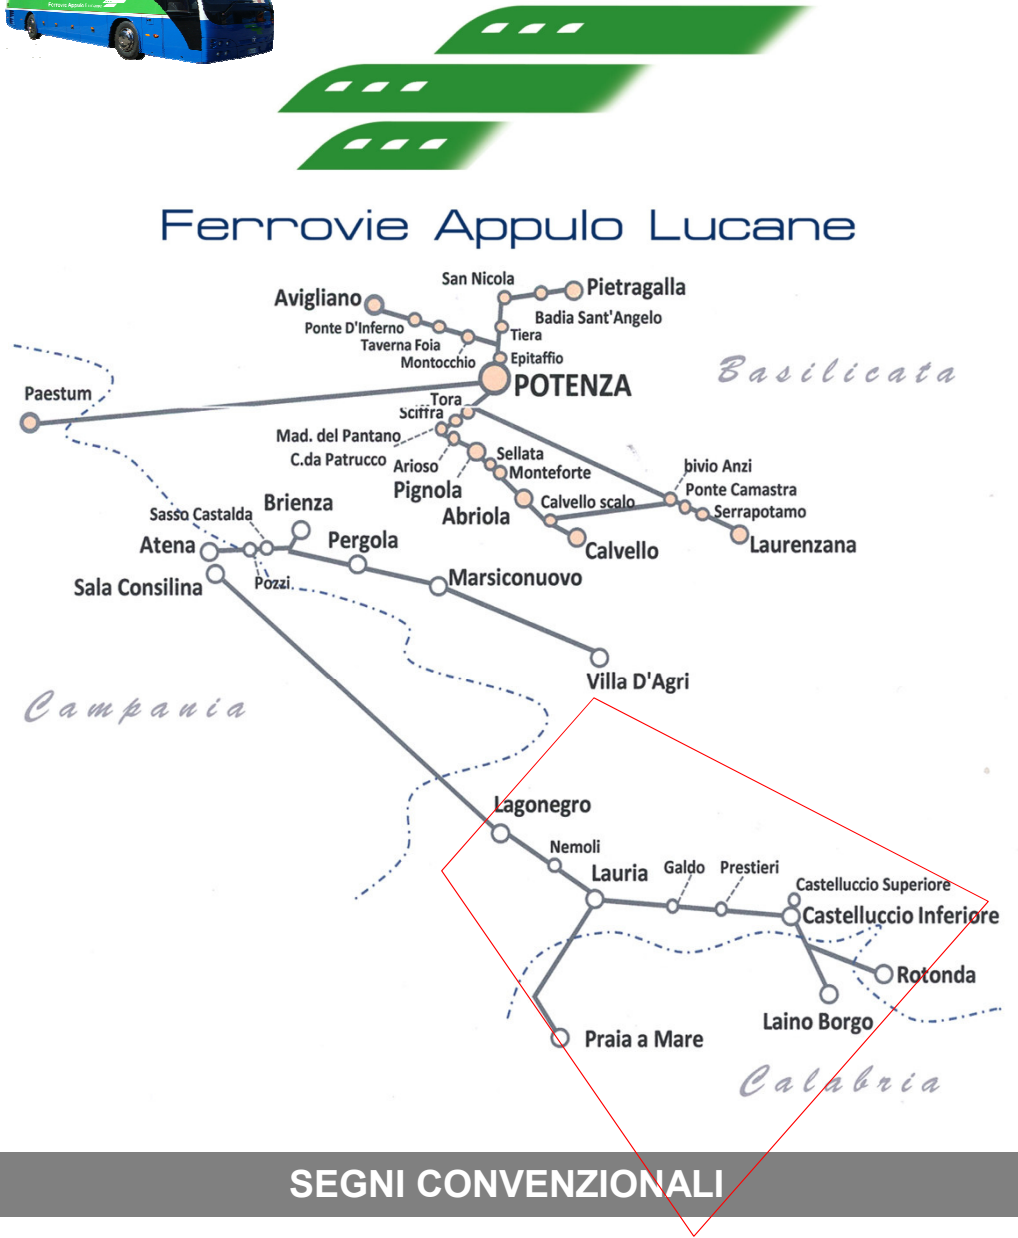 Ferrovie Appulo Lucane
Ferrovie Appulo Lucane
San Nicola
Pietragalla
Avigliano
Badia Sant'Angelo
Ponte D'Inferno
Tiera
Taverna Foia
Montocchio
Epitaffio
Basilicata
POTENZA
Paestum
Tora
Sciffra
Mad. del Pantano
C.da Patrucco
Arioso
Sellata
Monteforte
bivio Anzi
Pignola
Ponte Camastra
Calvello scalo
Serrapotamo
Abriola
Laurenzana
Calvello
Brienza
Sasso Castalda
Atena
Pergola
Pozzi
Marsiconuovo
Sala Consilina
Villa D'Agri
Campania
Lagonegro
Nemoli
Lauria
Galdo
Prestieri
Castelluccio Superiore
Castelluccio Inferiore
Rotonda
Laino Borgo
Praia a Mare
Calabria
SEGNI CONVENZIONALI